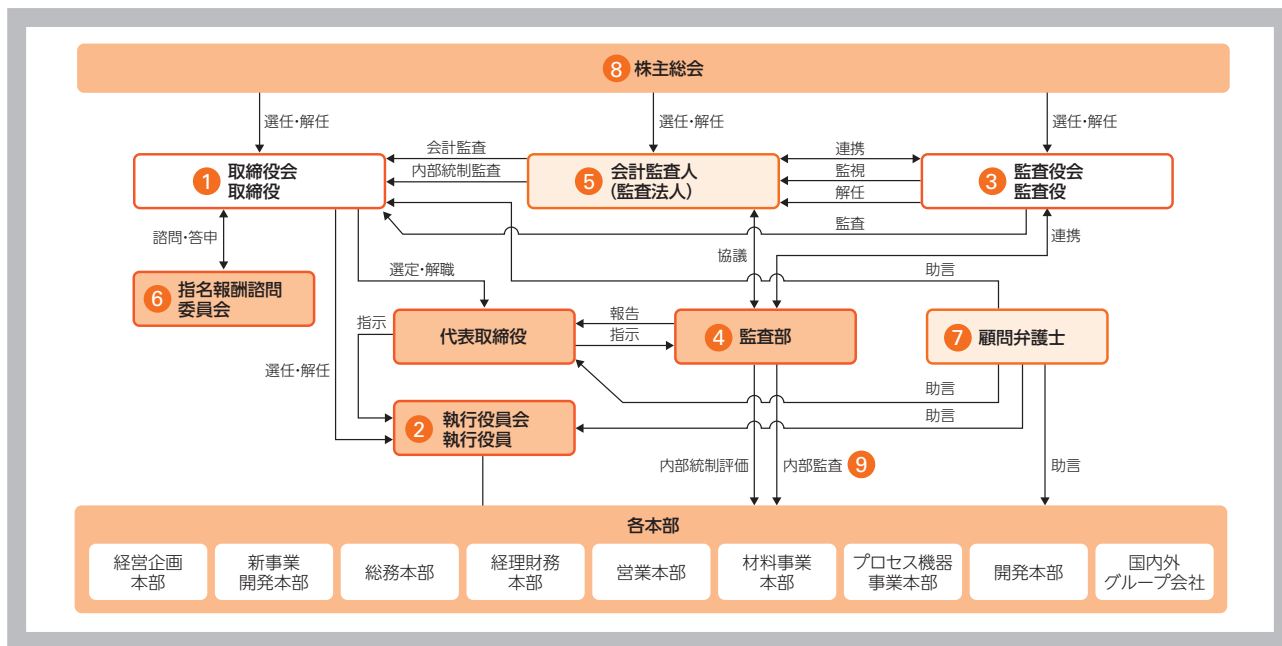 8 株主総会
選任・解任
選任・解任
選任・解任
1 取締役会
取締役
会計監査
内部統制監査
5 会計監査人
(監査法人)
連携
監視
解任
3 監査役会
監査役
監査
諮問・答申
協議
連携
選定・解職
助言
6 指名報酬諮問
委員会
指示
代表取締役
報告
指示
4 監査部
7 顧問弁護士
選任・解任
助言
2 執行役員会
執行役員
助言
内部統制評価
内部監査 9
助言
各本部
経営企画
本部
新事業
開発本部
総務本部
経理財務
本部
営業本部
材料事業
本部
プロセス機器
事業本部
開発本部
国内外
グループ会社